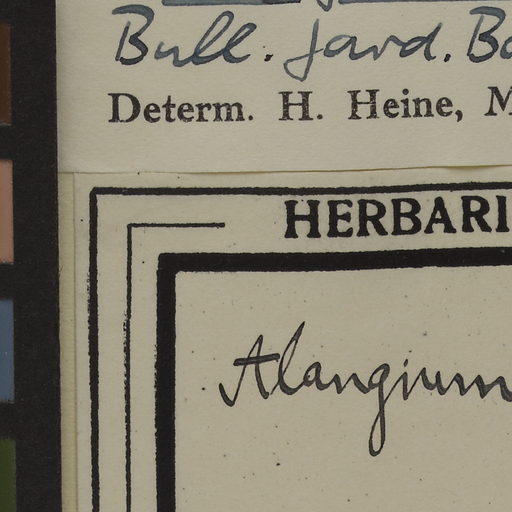 Bull. Jard. Bo
Determ. H. Heine, M
HERBARI
Alangium